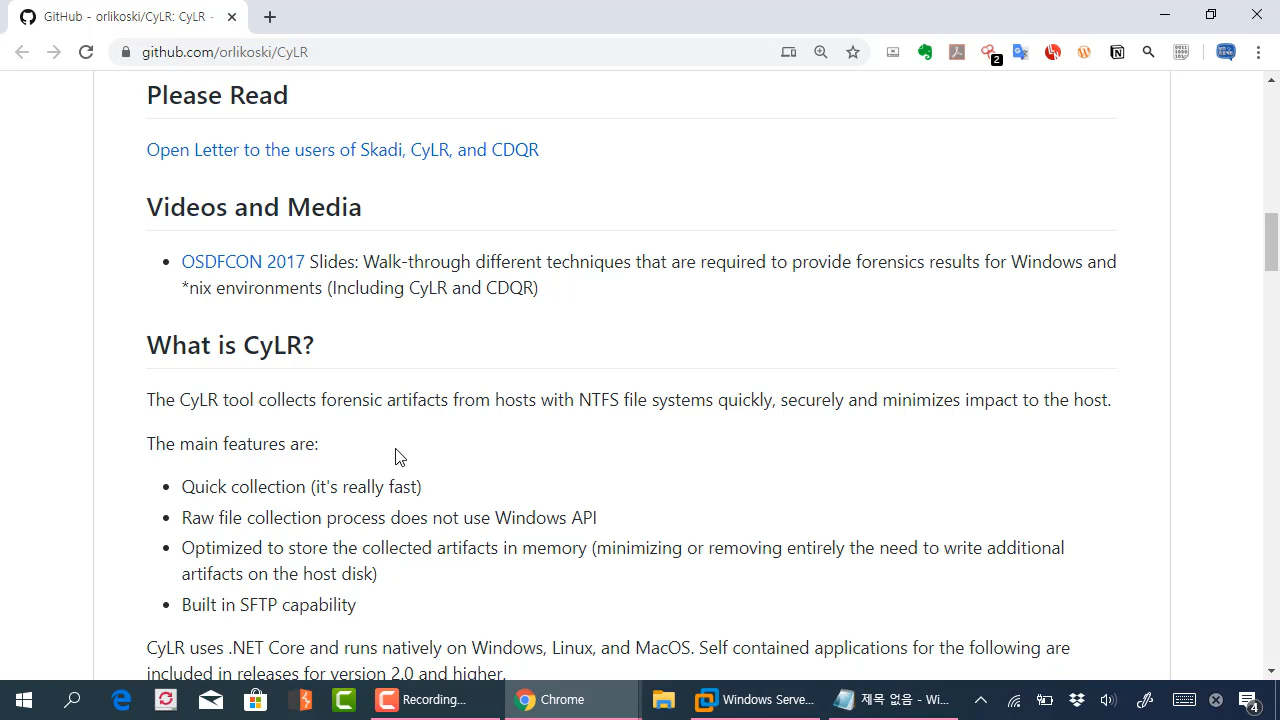 GitHub - orlikoski/CyLR: CyLR -
github.com/orlikoski/CyLR
2
Please Read
Open Letter to the users of Skadi, CyLR, and CDQR
Videos and Media
OSDFCON 2017 Slides: Walk-through different techniques that are required to provide forensics results for Windows and
*nix environments (Including CyLR and CDQR)
What is CyLR?
The CyLR tool collects forensic artifacts from hosts with NTFS file systems quickly, securely and minimizes impact to the host.
The main features are:
Quick collection (it's really fast)
Raw file collection process does not use Windows API
Optimized to store the collected artifacts in memory (minimizing or removing entirely the need to write additional
artifacts on the host disk)
Built in SFTP capability
CyLR uses .NET Core and runs natively on Windows, Linux, and MacOS. Self contained applications for the following are
included in releases for version 2.0 and higher.
Recording...
Chrome
Windows Serve...
제목 없음 - Wi...
4